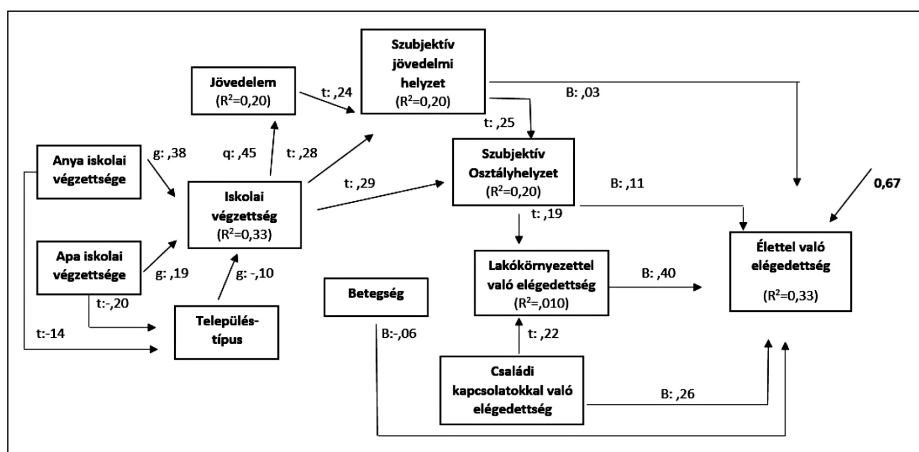 Szubjektív
jövedelmi
helyzet
(R²=0,20)
Jövedelem
(R²=0,20)
t: ,24
B: ,03
t: ,25
Anya iskolai
végzettsége
g: ,38
q: ,45
t: ,28
Szubjektív
Osztályhelyzet
(R²=0,20)
Iskolai
végzettség
(R²=0,33)
t: ,29
B: ,11
0,67
t: ,19
Apa iskolai
végzettsége
g: ,19
g: -,10
Lakókörnyezettel
való elégedettség
(R²=,010)
B: ,40
Élettel való
elégedettség
(R²=0,33)
Betegség
t:-,20
Település-
típus
t:-14
B:-,06
t: ,22
Családi
kapcsolatokkal való
elégedettség
B: ,26